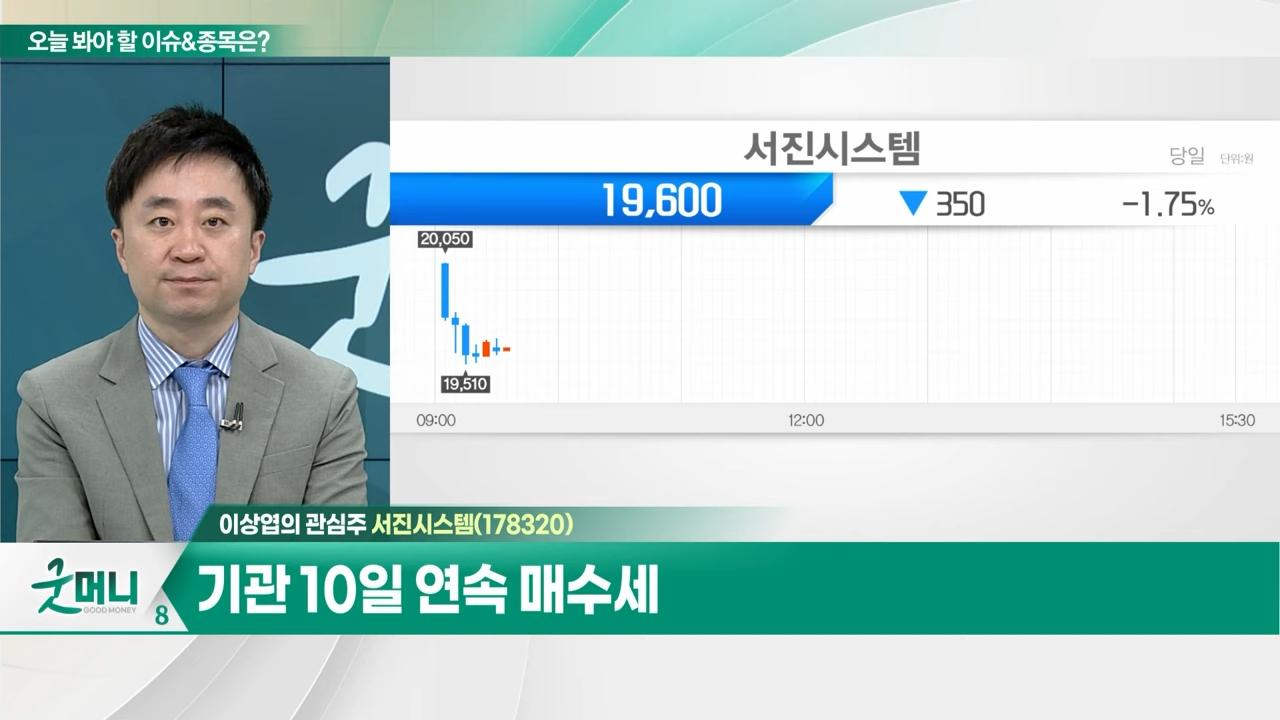 오늘 봐야 할 이슈&종목은?
서진시스템
당일 단위:원
19,600 ▼ 350 -1.75%
20,050
19,510
09:00 12:00 15:30
이상엽의 관심주 서진시스템(178320)
굿머니
GOOD MONEY
8
기관 10일 연속 매수세